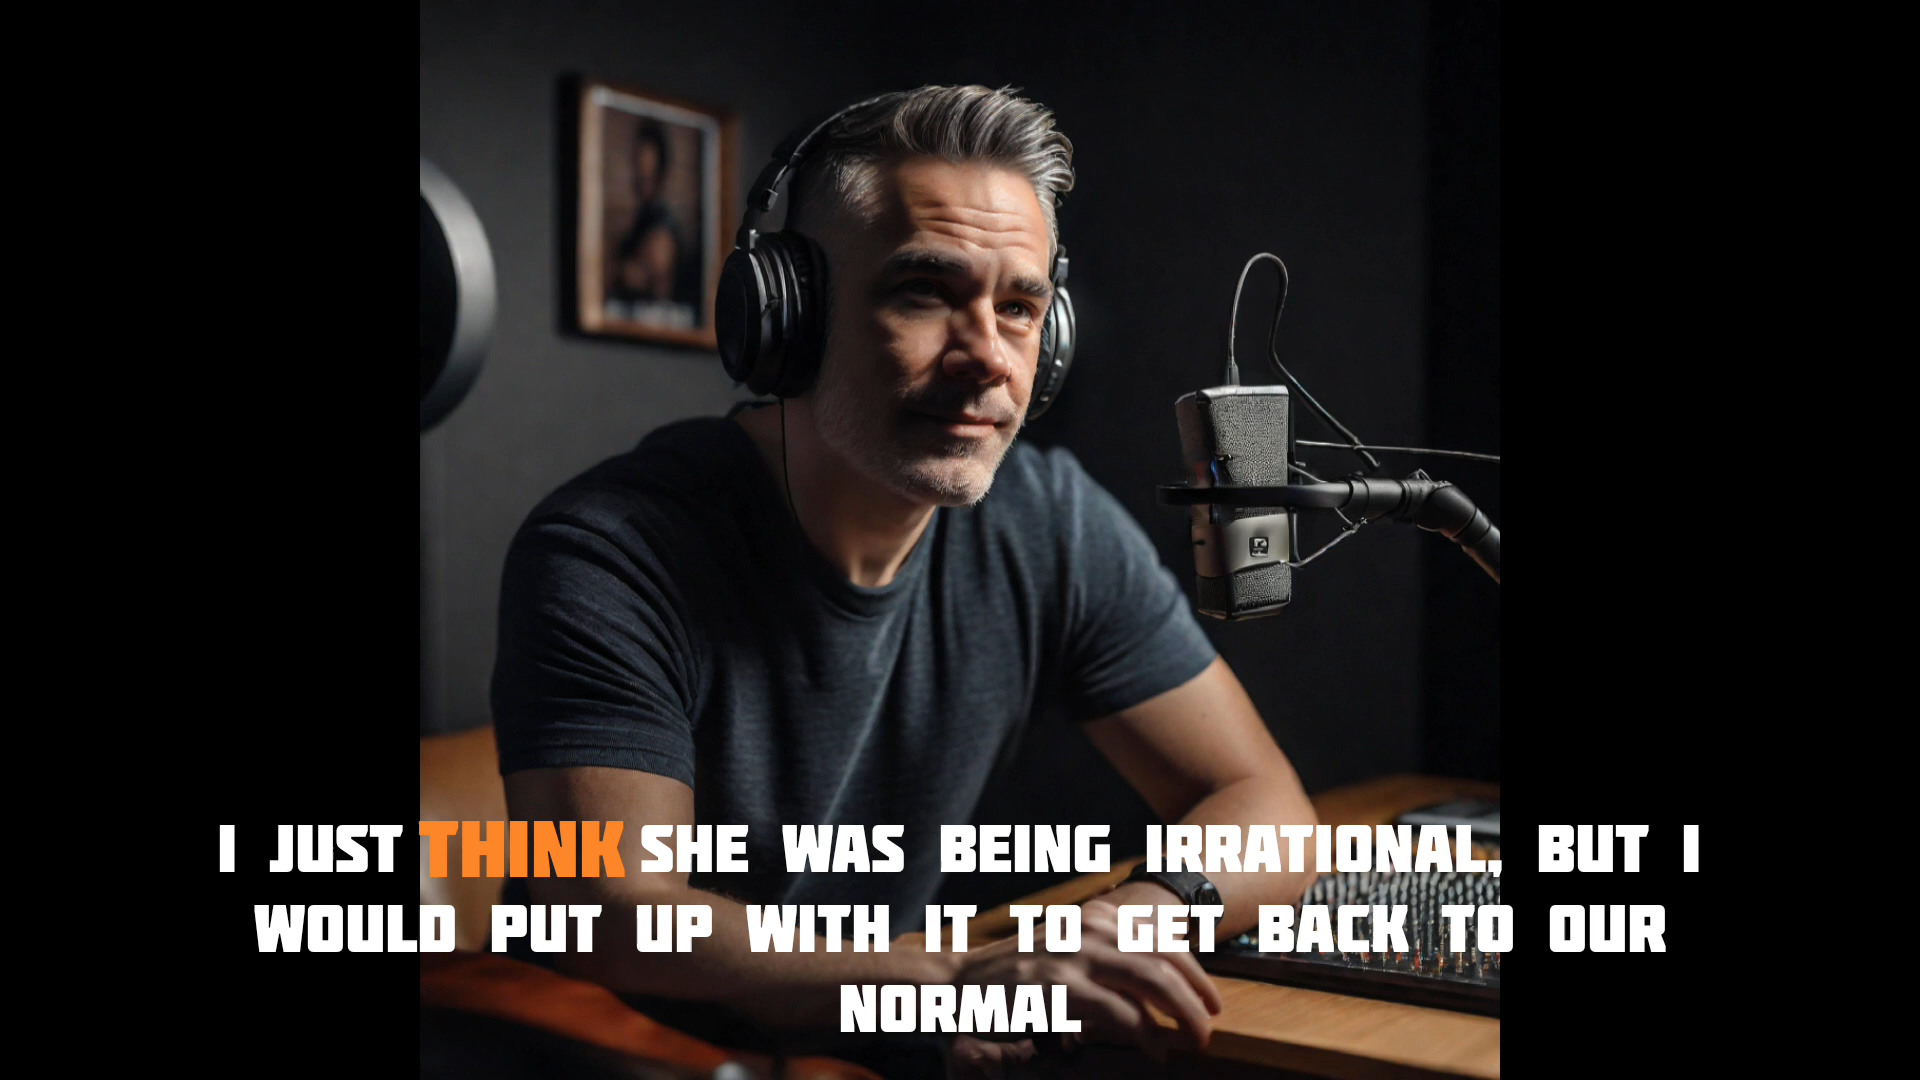 I JUST THINK SHE WAS BEING IRRATIONAL, BUT I
WOULD PUT UP WITH IT TO GET BACK TO OUR
NORMAL